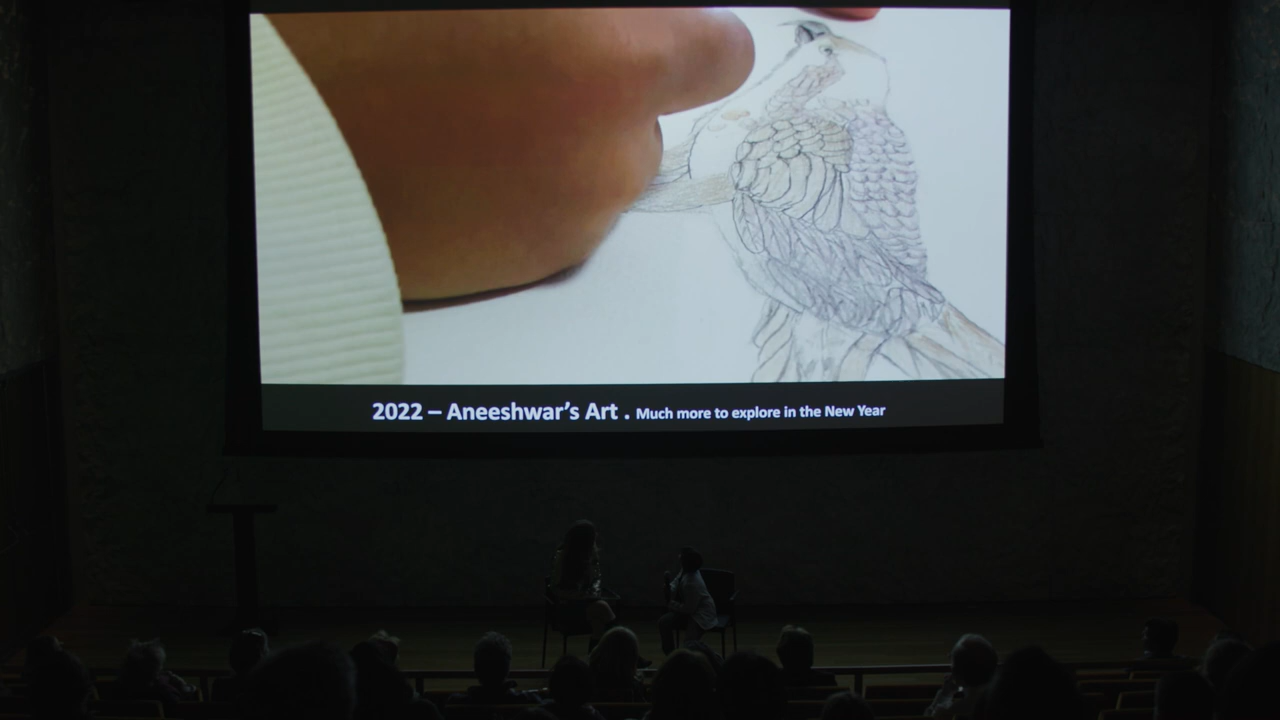 2022 – Aneeshwar's Art . Much more to explore in the New Year